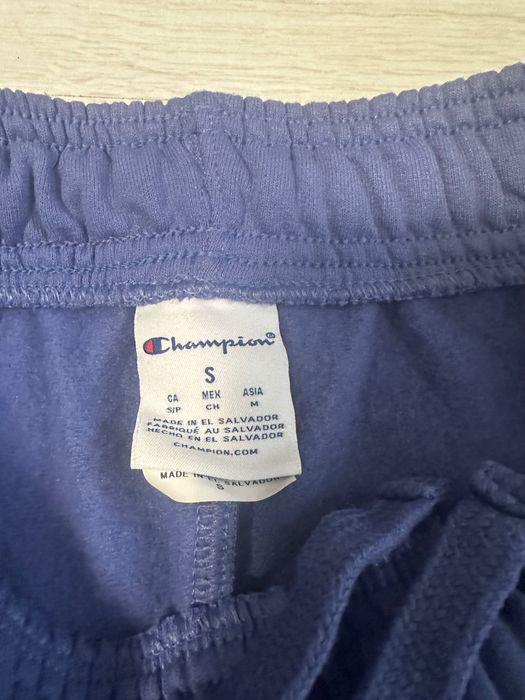 Champion®
S
CA MEX ASIA
S/P CH M
MADE IN EL SALVADOR
FABRIQUÉ AU SALVADOR
HECHO EN EL SALVADOR
CHAMPION.COM
MADE IN EL SALVADOR
S